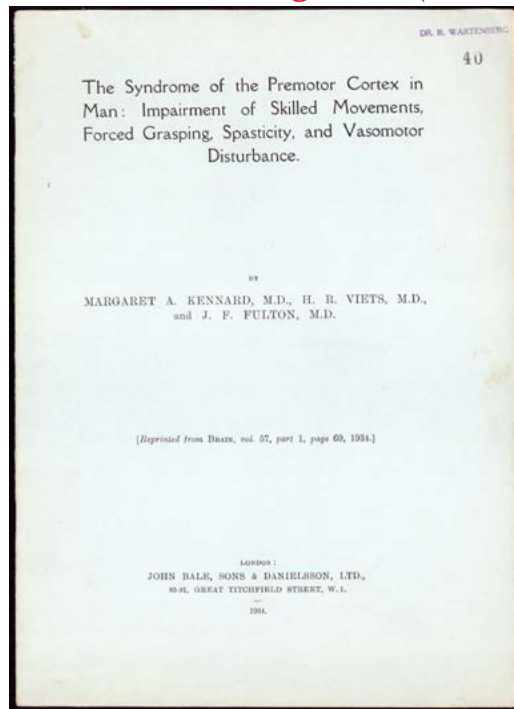 DR. R. WARTENBERG
40
The Syndrome of the Premotor Cortex in
Man: Impairment of Skilled Movements,
Forced Grasping, Spasticity, and Vasomotor
Disturbance.
BY
MARGARET A. KENNARD, M.D., H. R. VIETS, M.D.,
and J. F. FULTON, M.D.
[Reprinted from BRAIN, vol. 57, part 1, page 69, 1934.]
LONDON:
JOHN BALE, SONS & DANIELSSON, LTD.,
GREAT TITCHFIELD STREET, W. 1.
1934.